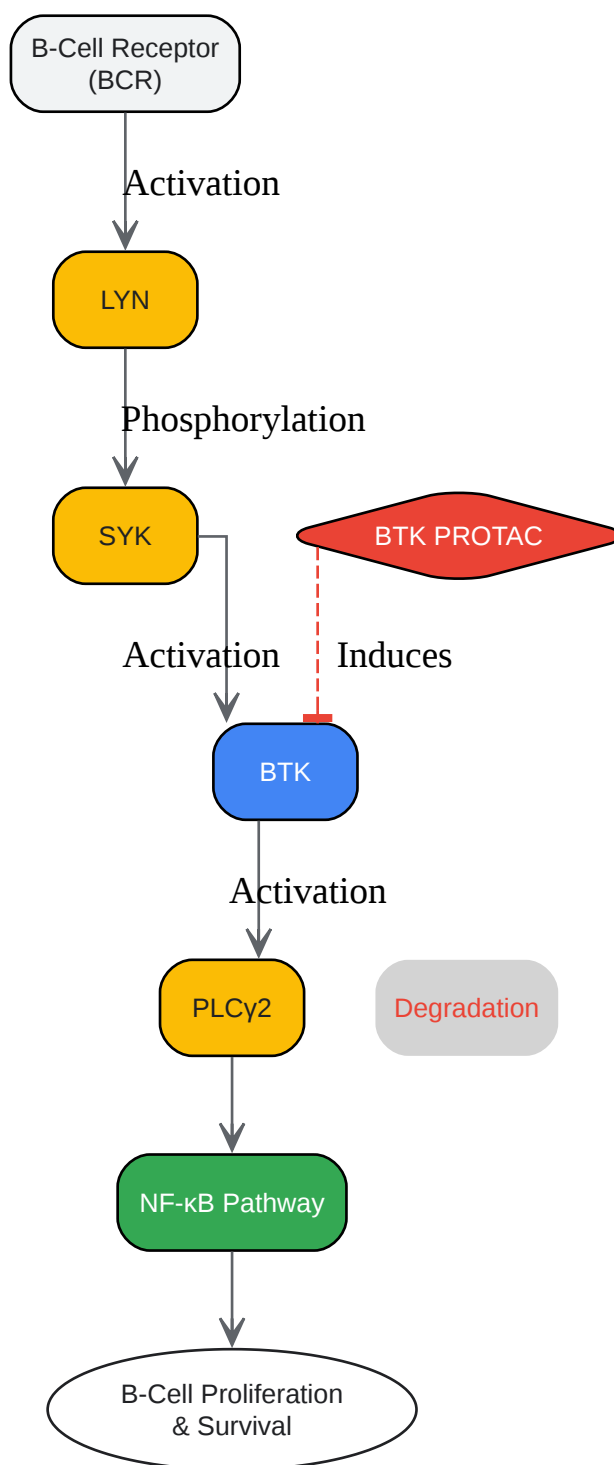 B-Cell Receptor
(BCR)
Activation
LYN
Phosphorylation
SYK
BTK PROTAC
Activation
Induces
BTK
Activation
PLCγ2
Degradation
NF-κB Pathway
B-Cell Proliferation
& Survival